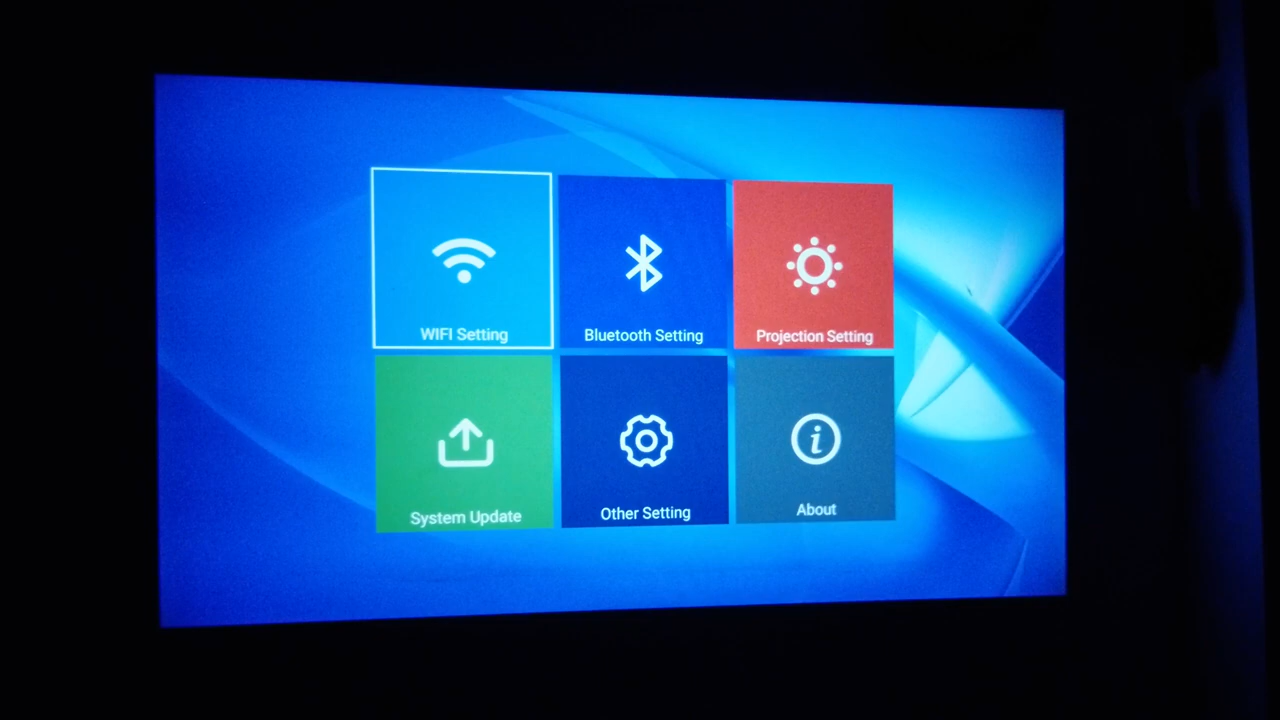 WIFI Setting
Bluetooth Setting
Projection Setting
System Update
Other Setting
About